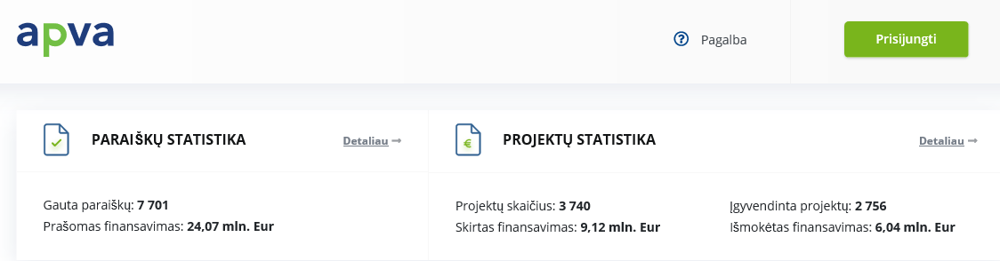 apva
Pagalba
Prisijungti
PARAIŠKŲ STATISTIKA
Detaliau →
Gauta paraiškų: 7 701
Prašomas finansavimas: 24,07 mln. Eur
PROJEKTŲ STATISTIKA
Detaliau →
Projektų skaičius: 3 740
Skirtas finansavimas: 9,12 mln. Eur
Įgyvendinta projektų: 2 756
Išmokėtas finansavimas: 6,04 mln. Eur